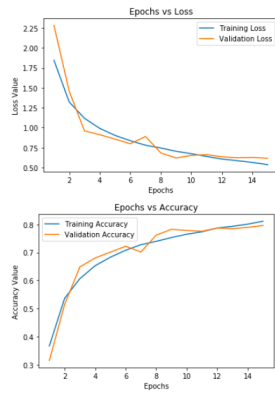 Epochs vs Loss
2.25
2.00
1.75
1.50
1.25
1.00
0.75
0.50
Loss Value
Training Loss
Validation Loss
2 4 6 8 10 12 14
Epochs
Epochs vs Accuracy
0.8
0.7
0.6
0.5
0.4
0.3
Accuracy Value
Training Accuracy
Validation Accuracy
2 4 6 8 10 12 14
Epochs